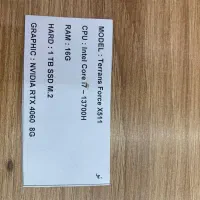 MODEL : Terrans Force X511
CPU : Intel Core i7 – 13700H
RAM : 16G
HARD : 1 TB SSD M.2
GRAPHIC : NVIDIA RTX 4060 8G